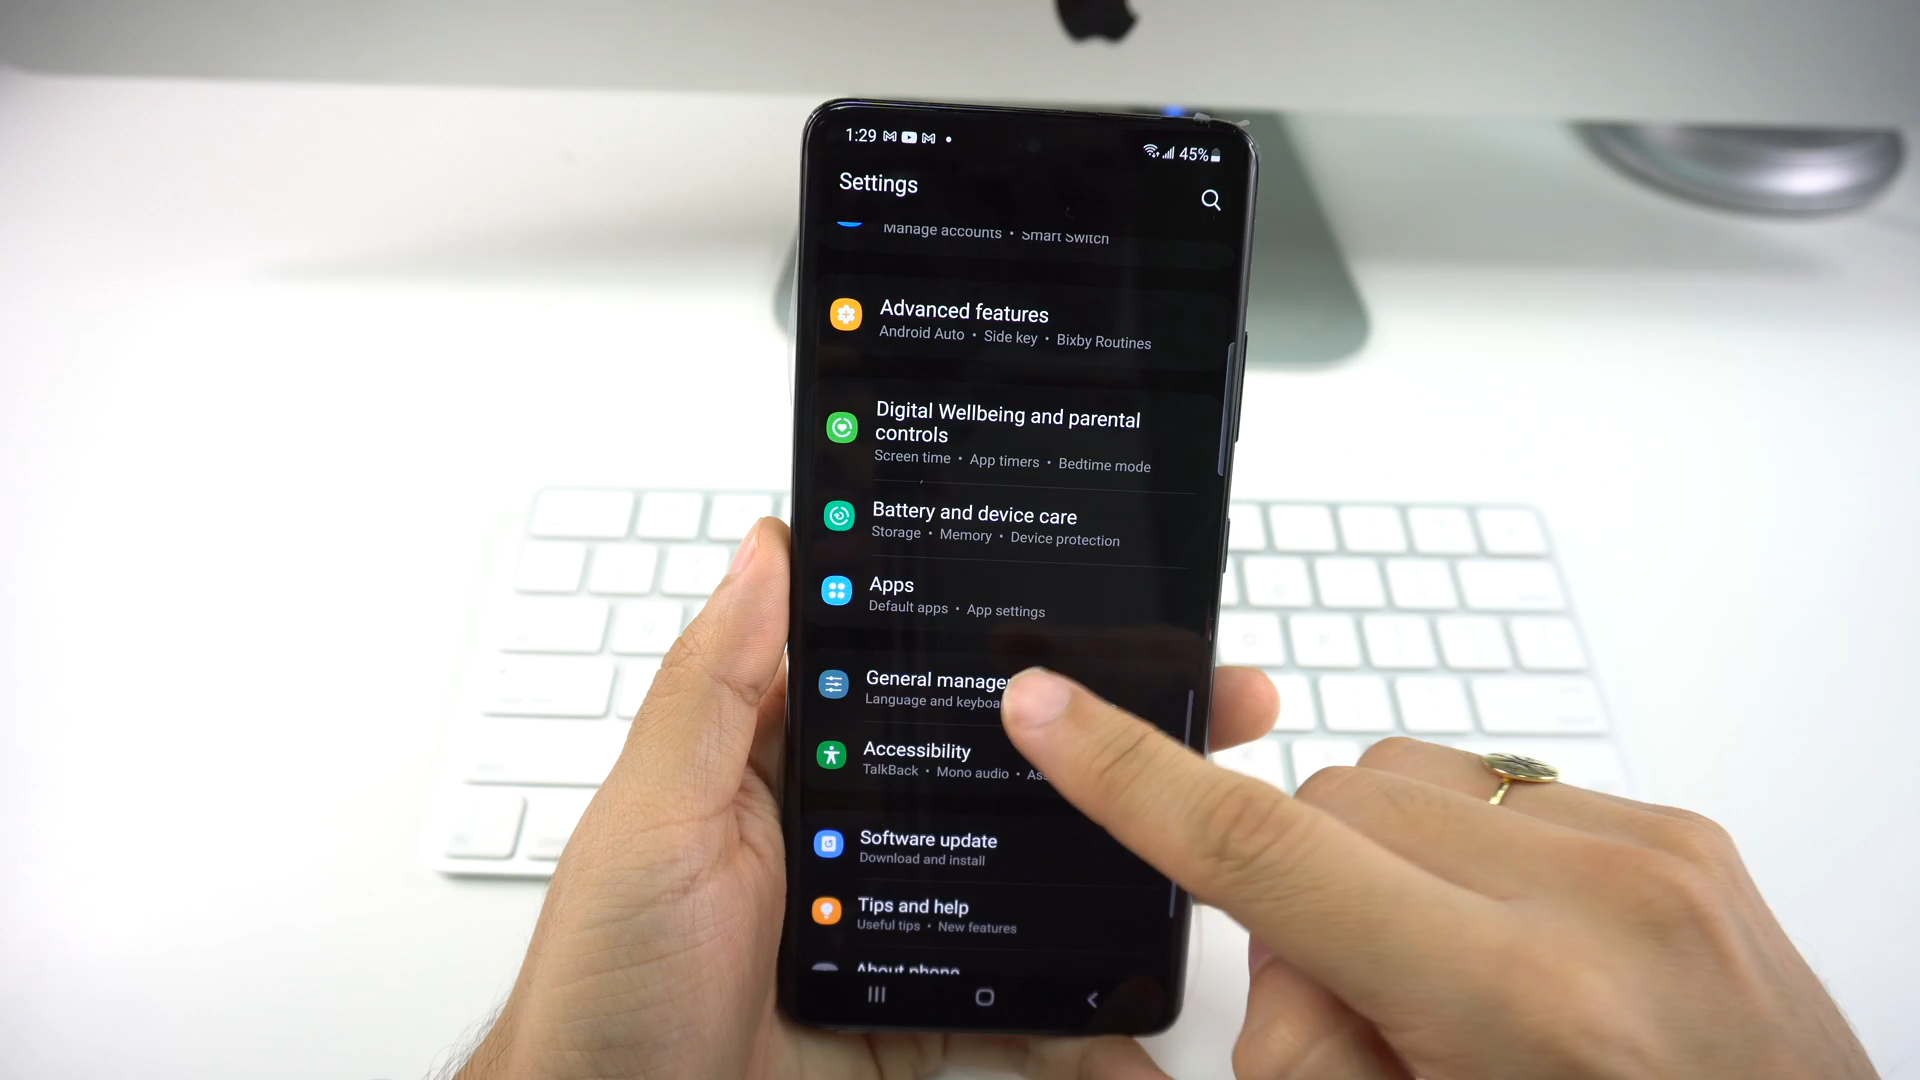 1:29
45%
Settings
Manage accounts • Smart Switch
Advanced features
Android Auto • Side key • Bixby Routines
Digital Wellbeing and parental
controls
Screen time • App timers • Bedtime mode
Battery and device care
Storage • Memory • Device protection
Apps
Default apps • App settings
General manage
Language and keyboa
Accessibility
TalkBack • Mono audio • As
Software update
Download and install
Tips and help
Useful tips • New features
About phone